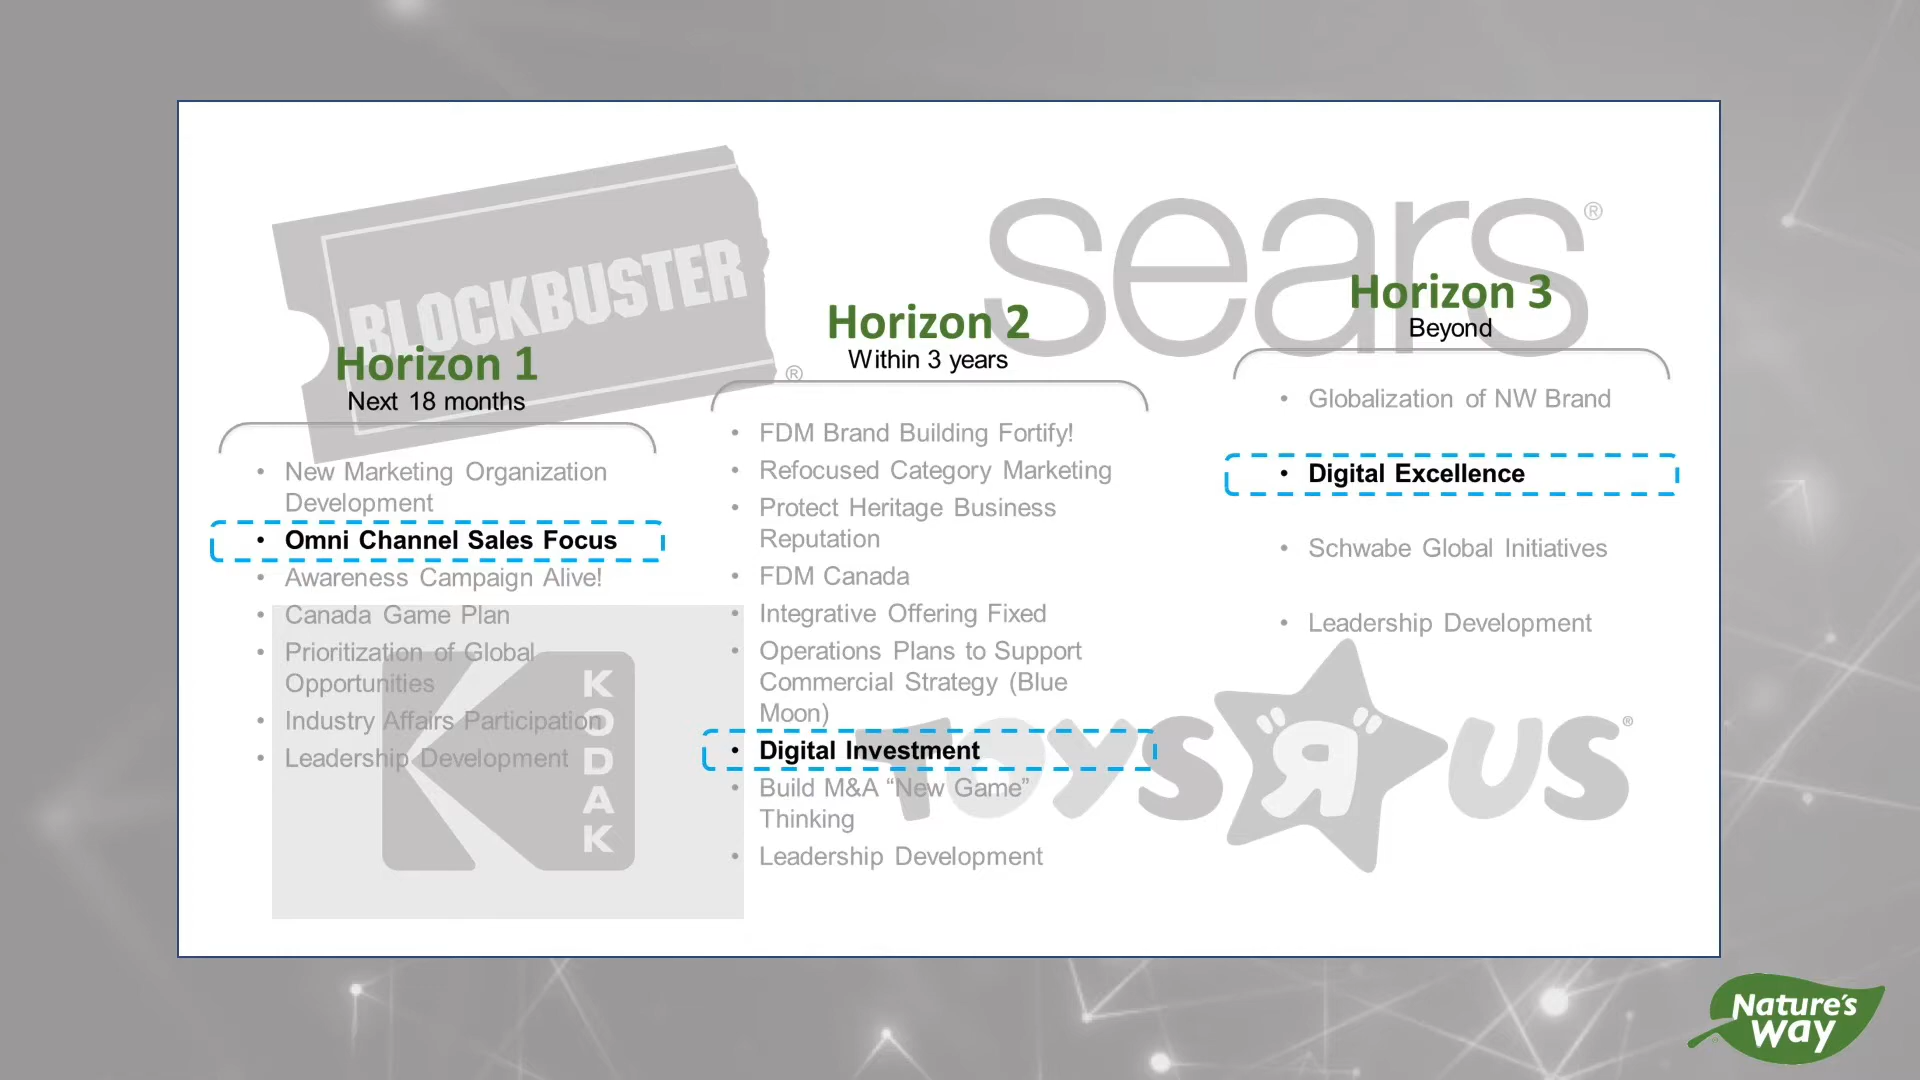 BLOCKBUSTER
®
sears®
Horizon 1
Next 18 months
• New Marketing Organization
Development
• Omni Channel Sales Focus
• Awareness Campaign Alive!
• Canada Game Plan
• Prioritization of Global
Opportunities
• Industry Affairs Participation
• Leadership Development
KODAK
Horizon 2
Within 3 years
• FDM Brand Building Fortify!
• Refocused Category Marketing
• Protect Heritage Business
Reputation
• FDM Canada
• Integrative Offering Fixed
• Operations Plans to Support
Commercial Strategy (Blue
Moon)
• Digital Investment
• Build M&A “New Game”
Thinking
• Leadership Development
Horizon 3
Beyond
• Globalization of NW Brand
• Digital Excellence
• Schwabe Global Initiatives
• Leadership Development
TOYS R US®
Nature's
Way